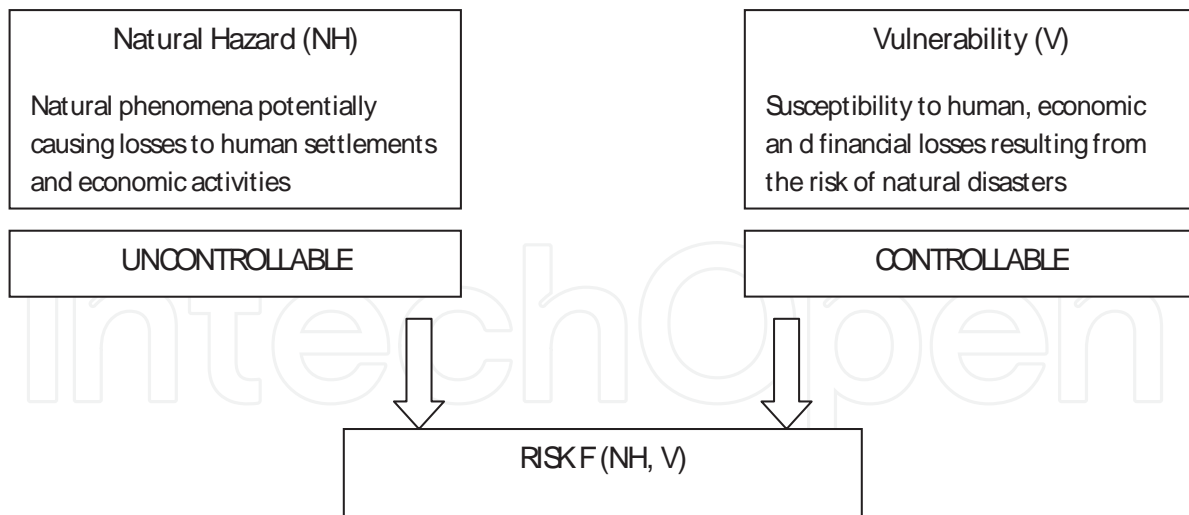 Natural Hazard (NH)
Natural phenomena potentially
causing losses to human settlements
and economic activities
UNCONTROLLABLE
Vulnerability (V)
Susceptibility to human, economic
an d financial losses resulting from
the risk of natural disasters
CONTROLLABLE
IntechOpen
RISK F (NH, V)